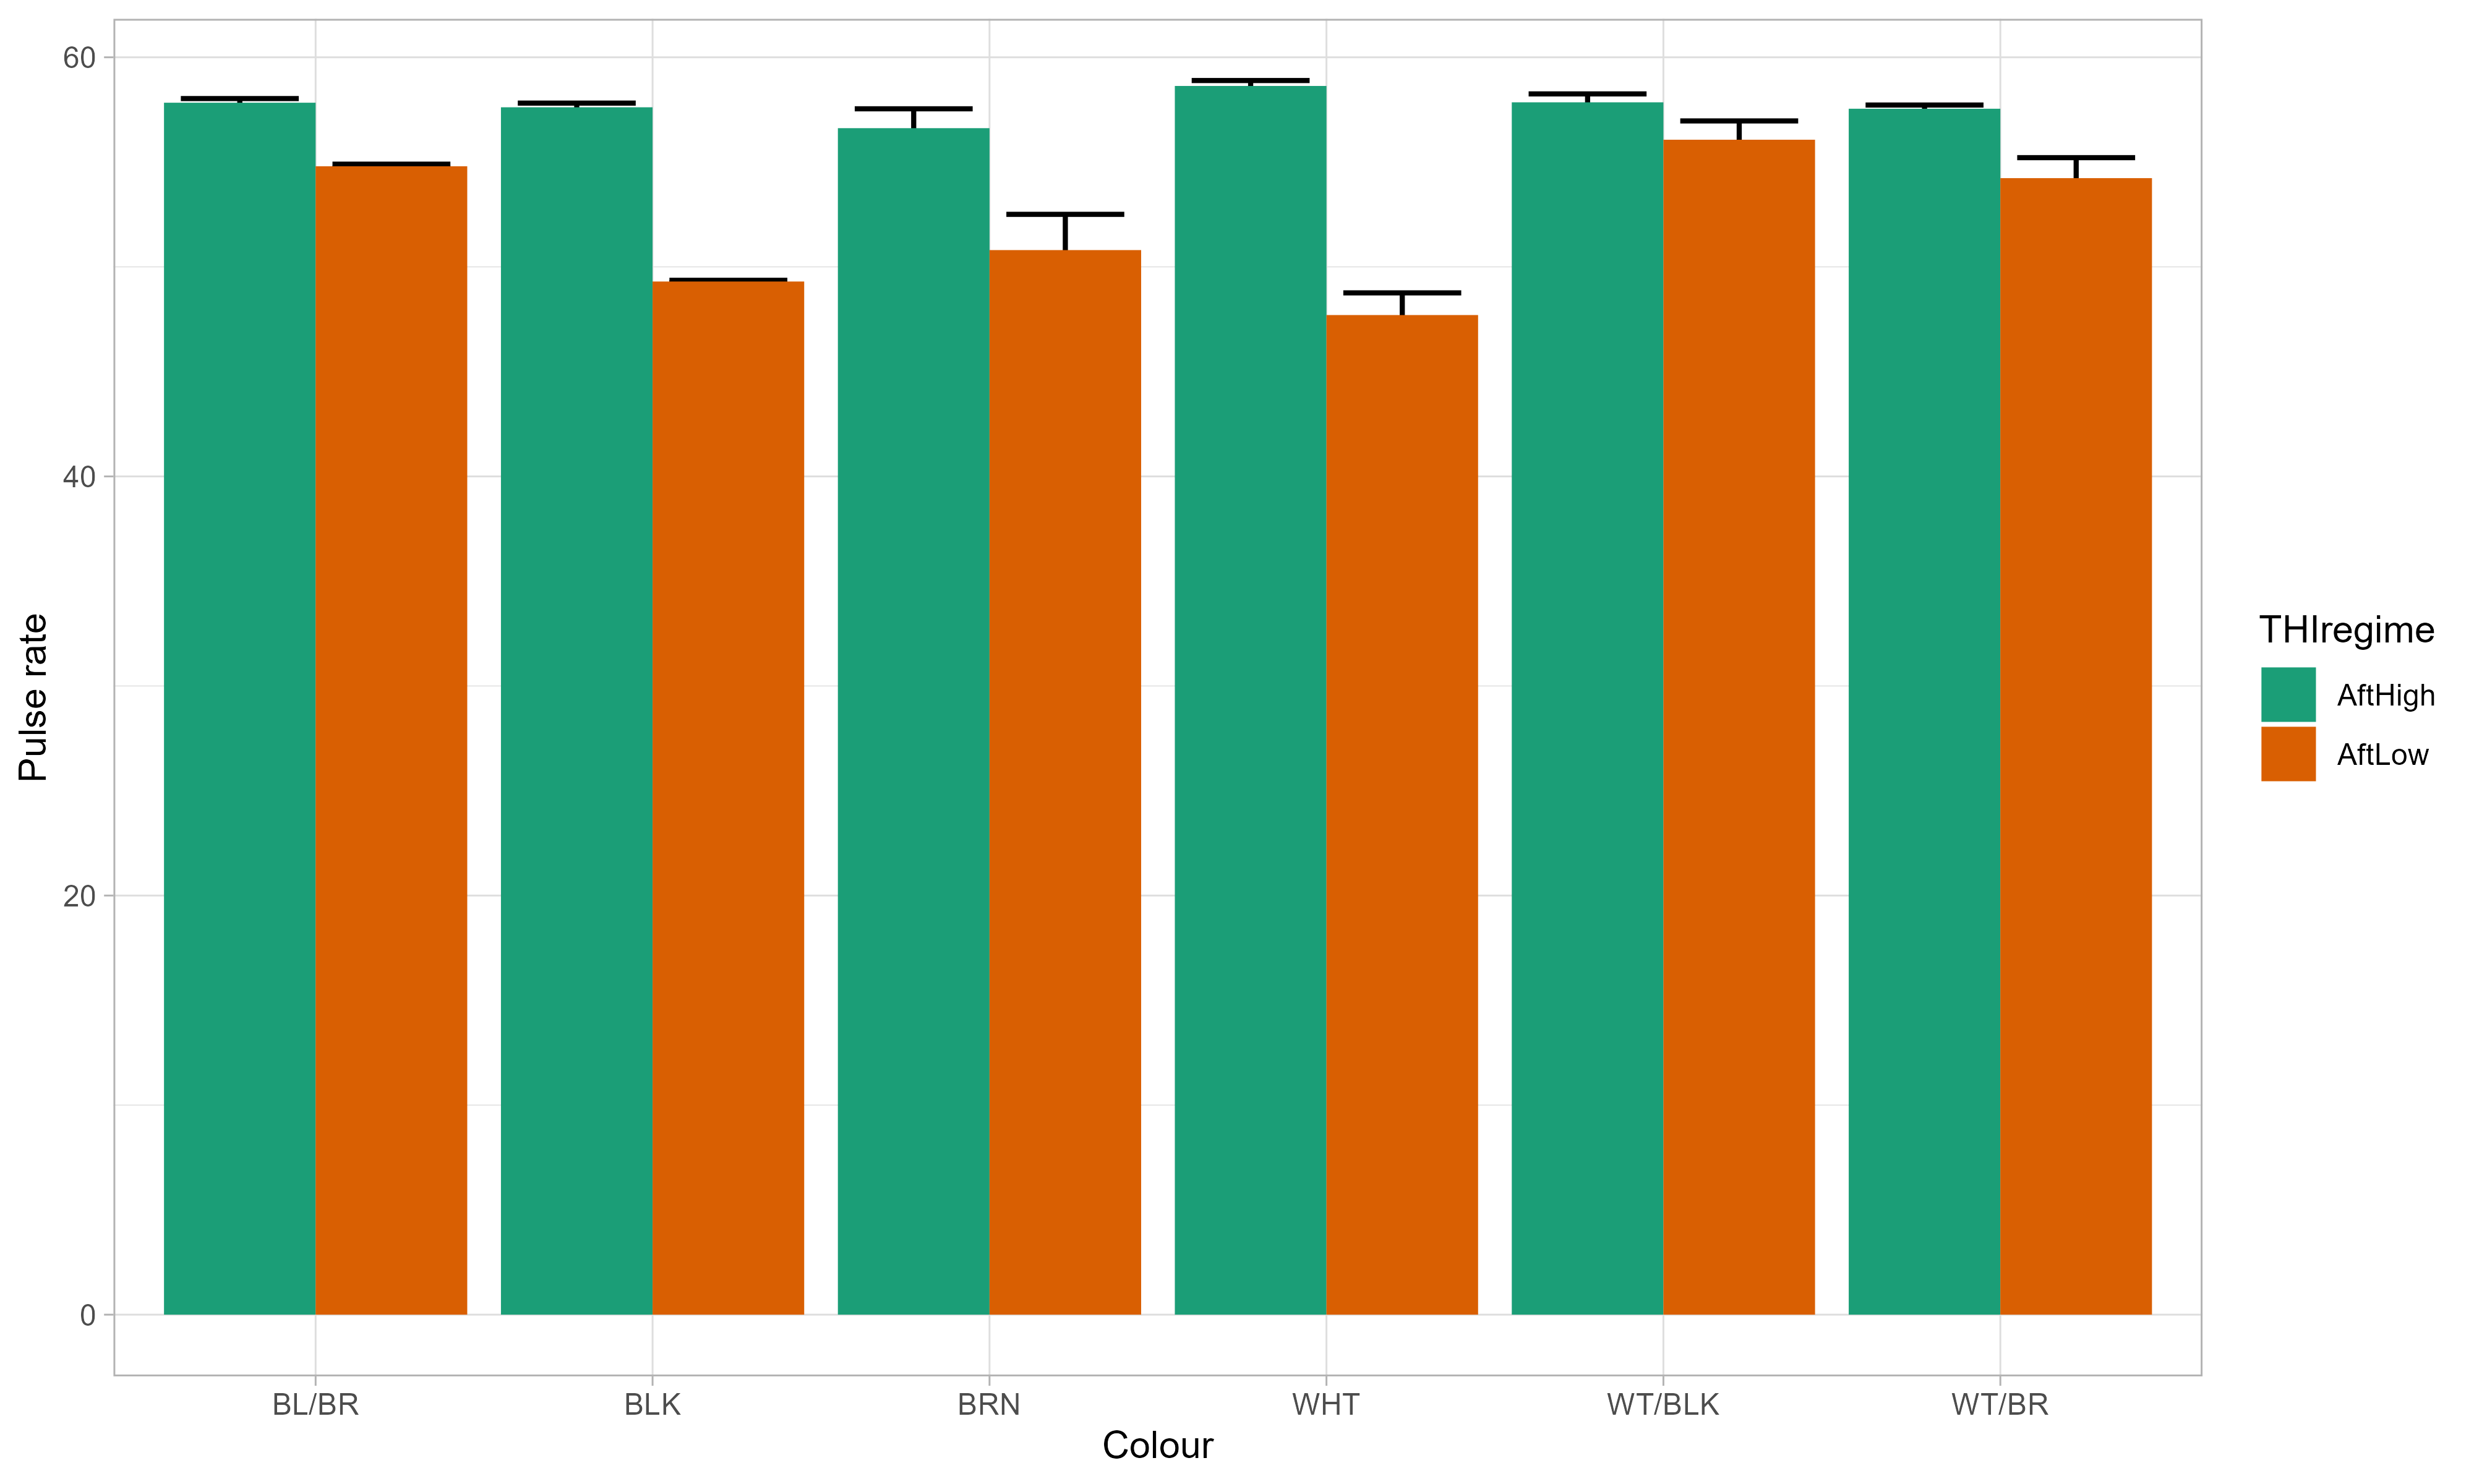 60
40
20
0
Pulse rate
BL/BR
BLK
BRN
WHT
WT/BLK
WT/BR
Colour
THIregime
AftHigh
AftLow